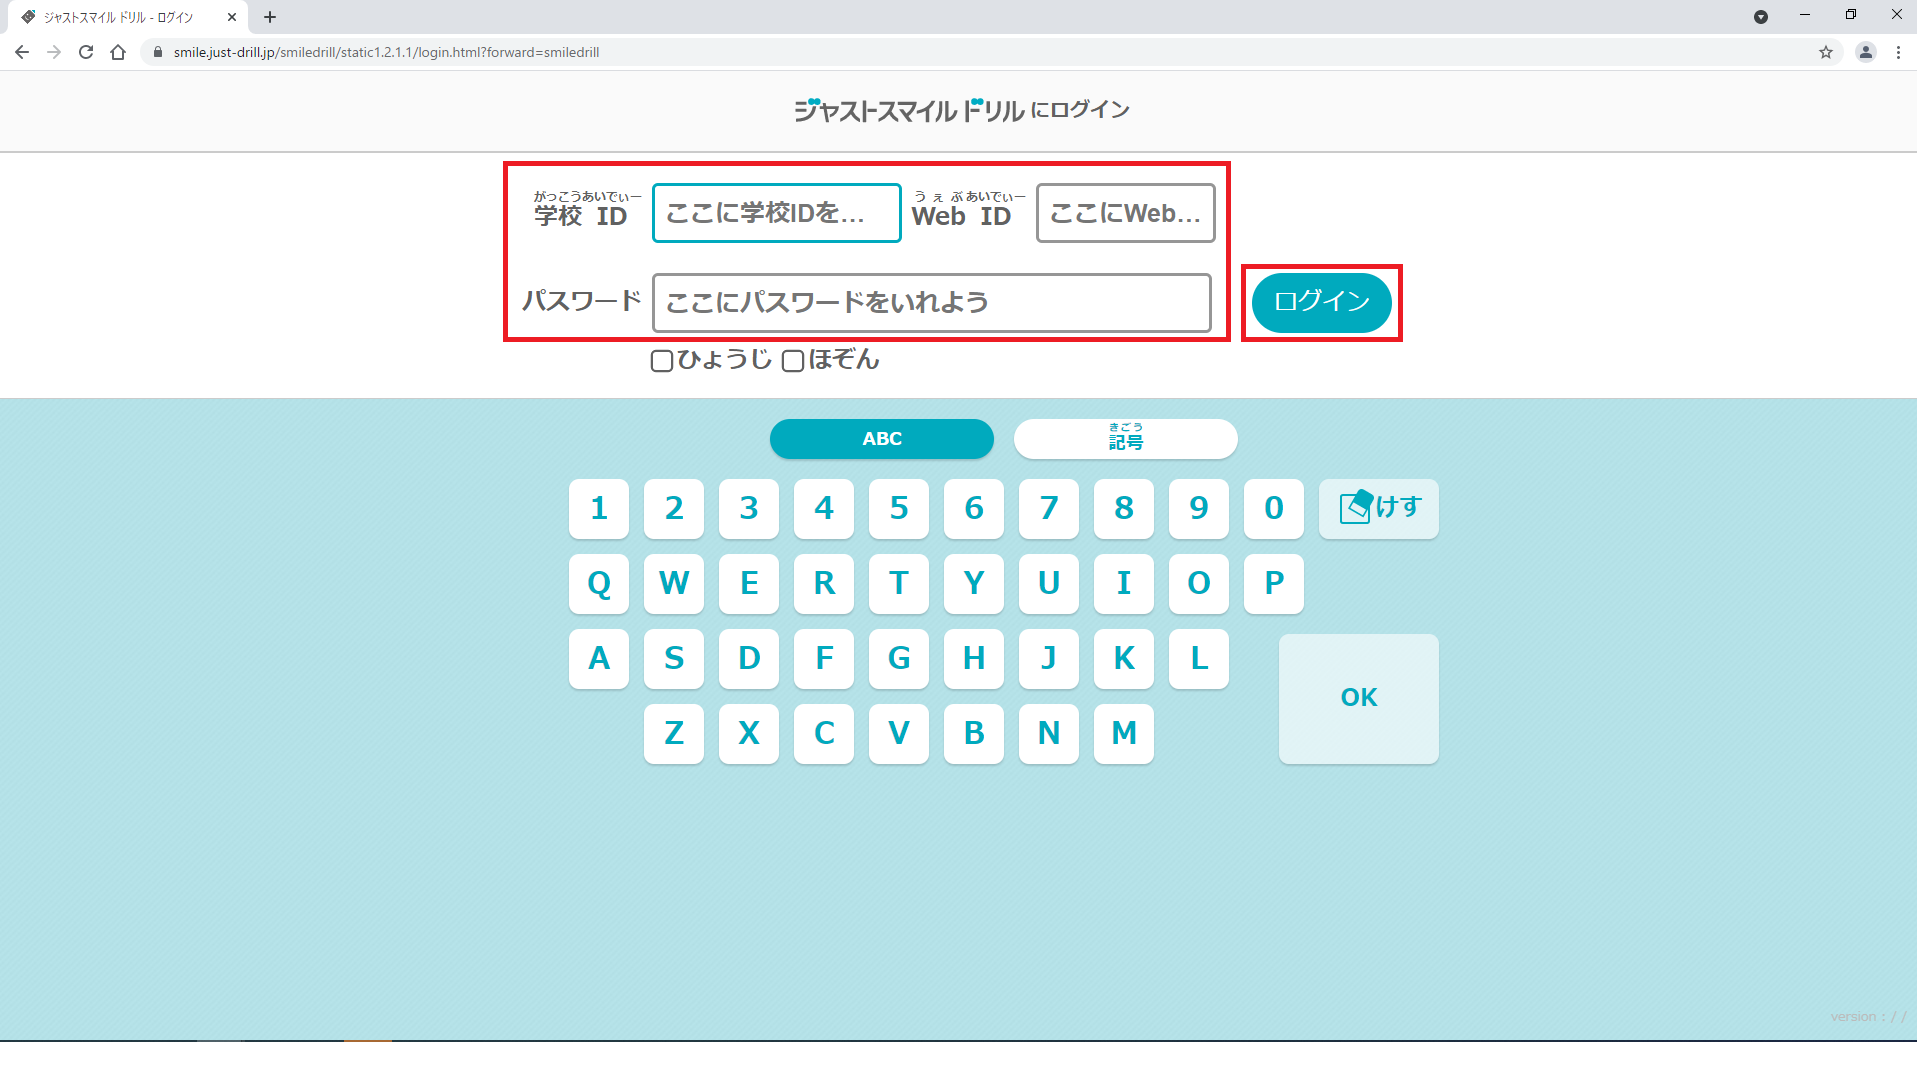 ジャストスマイル ドリル - ログイン
smile.just-drill.jp/smiledrill/static1.2.1.1/login.html?forward=smiledrill
ジャストスマイル ドリル にログイン
がっこうあいでぃー
学校 ID
ここに学校IDを...
うぇぶあいでぃー
Web ID
ここにWeb...
パスワード
ここにパスワードをいれよう
ログイン
ひょうじ ほぞん
ABC
きごう
記号
1 2 3 4 5 6 7 8 9 0 けす
Q W E R T Y U I O P
A S D F G H J K L
OK
Z X C V B N M
version : / /